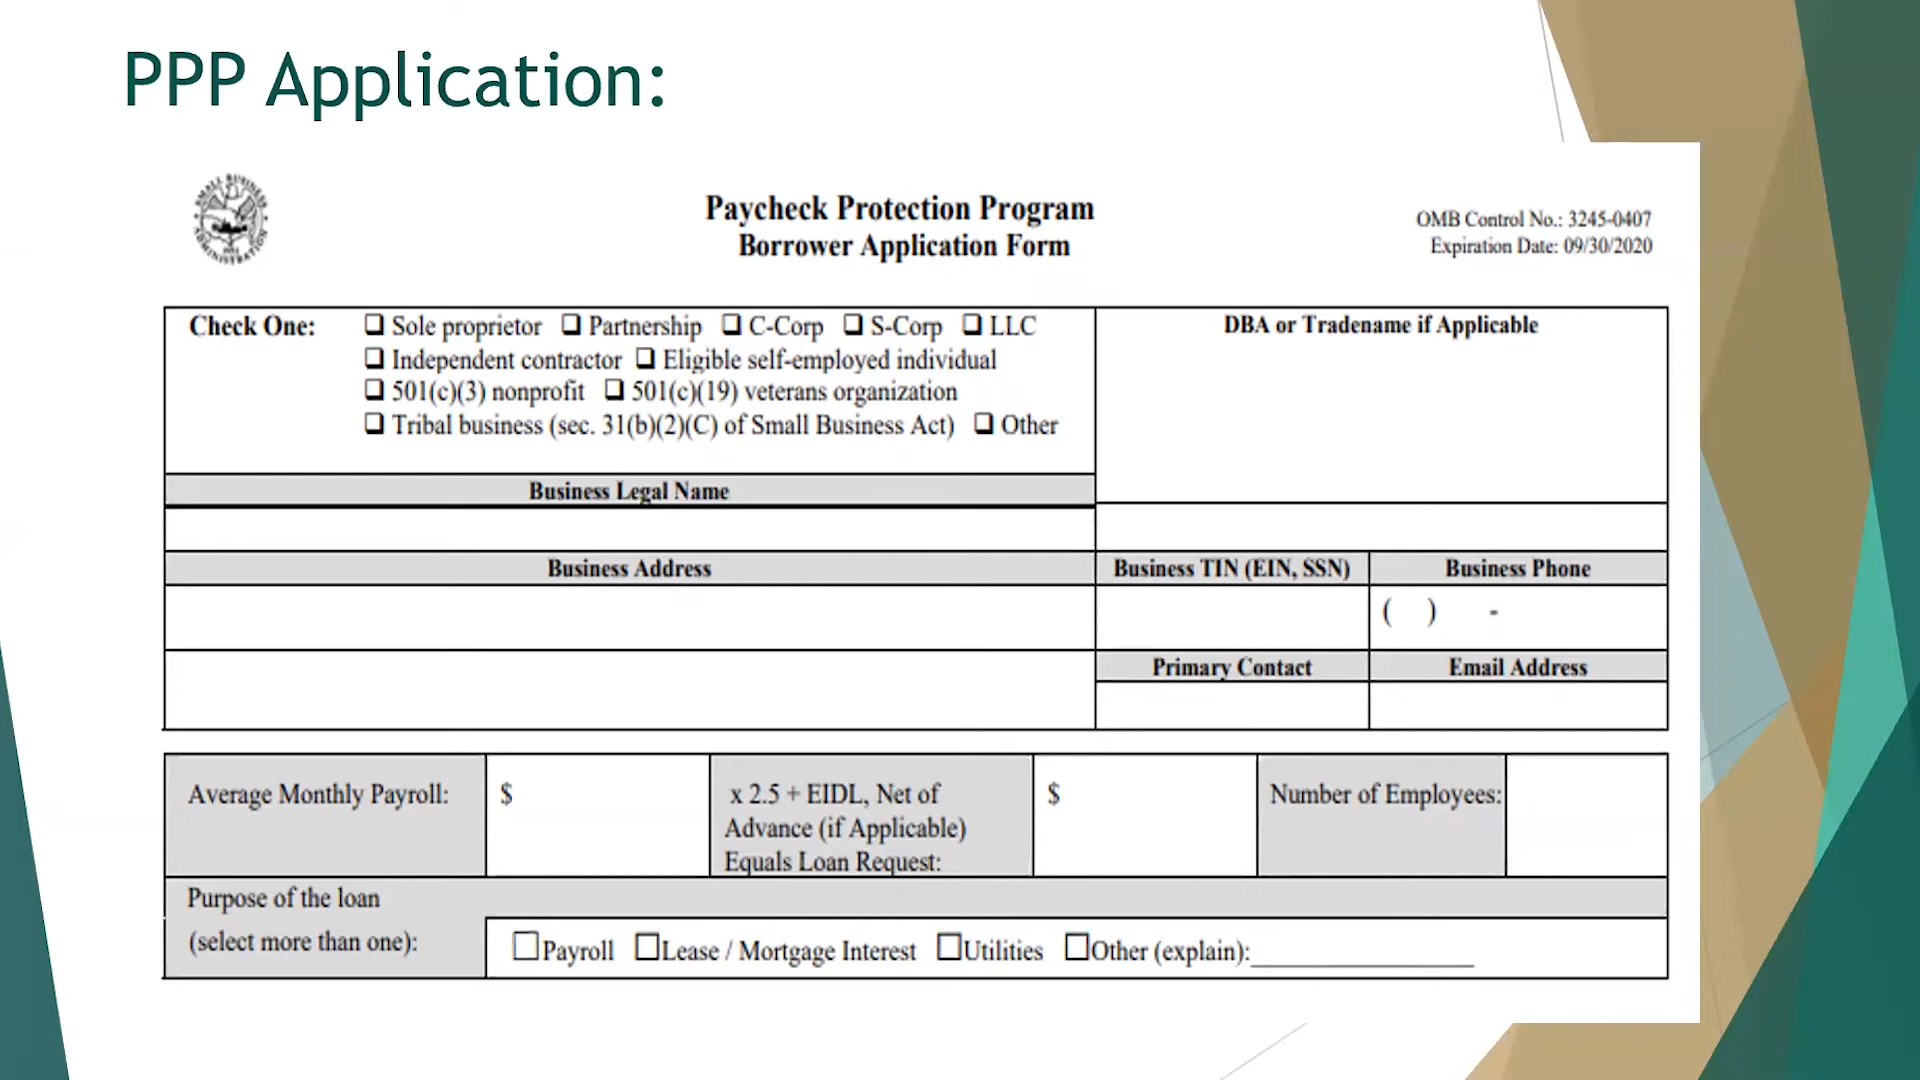 PPP Application:
SMALL BUSINESS
ADMINISTRATION
Paycheck Protection Program
Borrower Application Form
OMB Control No.: 3245-0407
Expiration Date: 09/30/2020
Check One:
❑ Sole proprietor ❑ Partnership ❑ C-Corp ❑ S-Corp ❑ LLC
❑ Independent contractor ❑ Eligible self-employed individual
❑ 501(c)(3) nonprofit ❑ 501(c)(19) veterans organization
❑ Tribal business (sec. 31(b)(2)(C) of Small Business Act) ❑ Other
DBA or Tradename if Applicable
Business Legal Name
Business Address
Business TIN (EIN, SSN)
Business Phone
( ) -
Primary Contact
Email Address
Average Monthly Payroll:
$
x 2.5 + EIDL, Net of
Advance (if Applicable)
Equals Loan Request:
$
Number of Employees:
Purpose of the loan
(select more than one):
☐Payroll ☐Lease / Mortgage Interest ☐Utilities ☐Other (explain):__________________